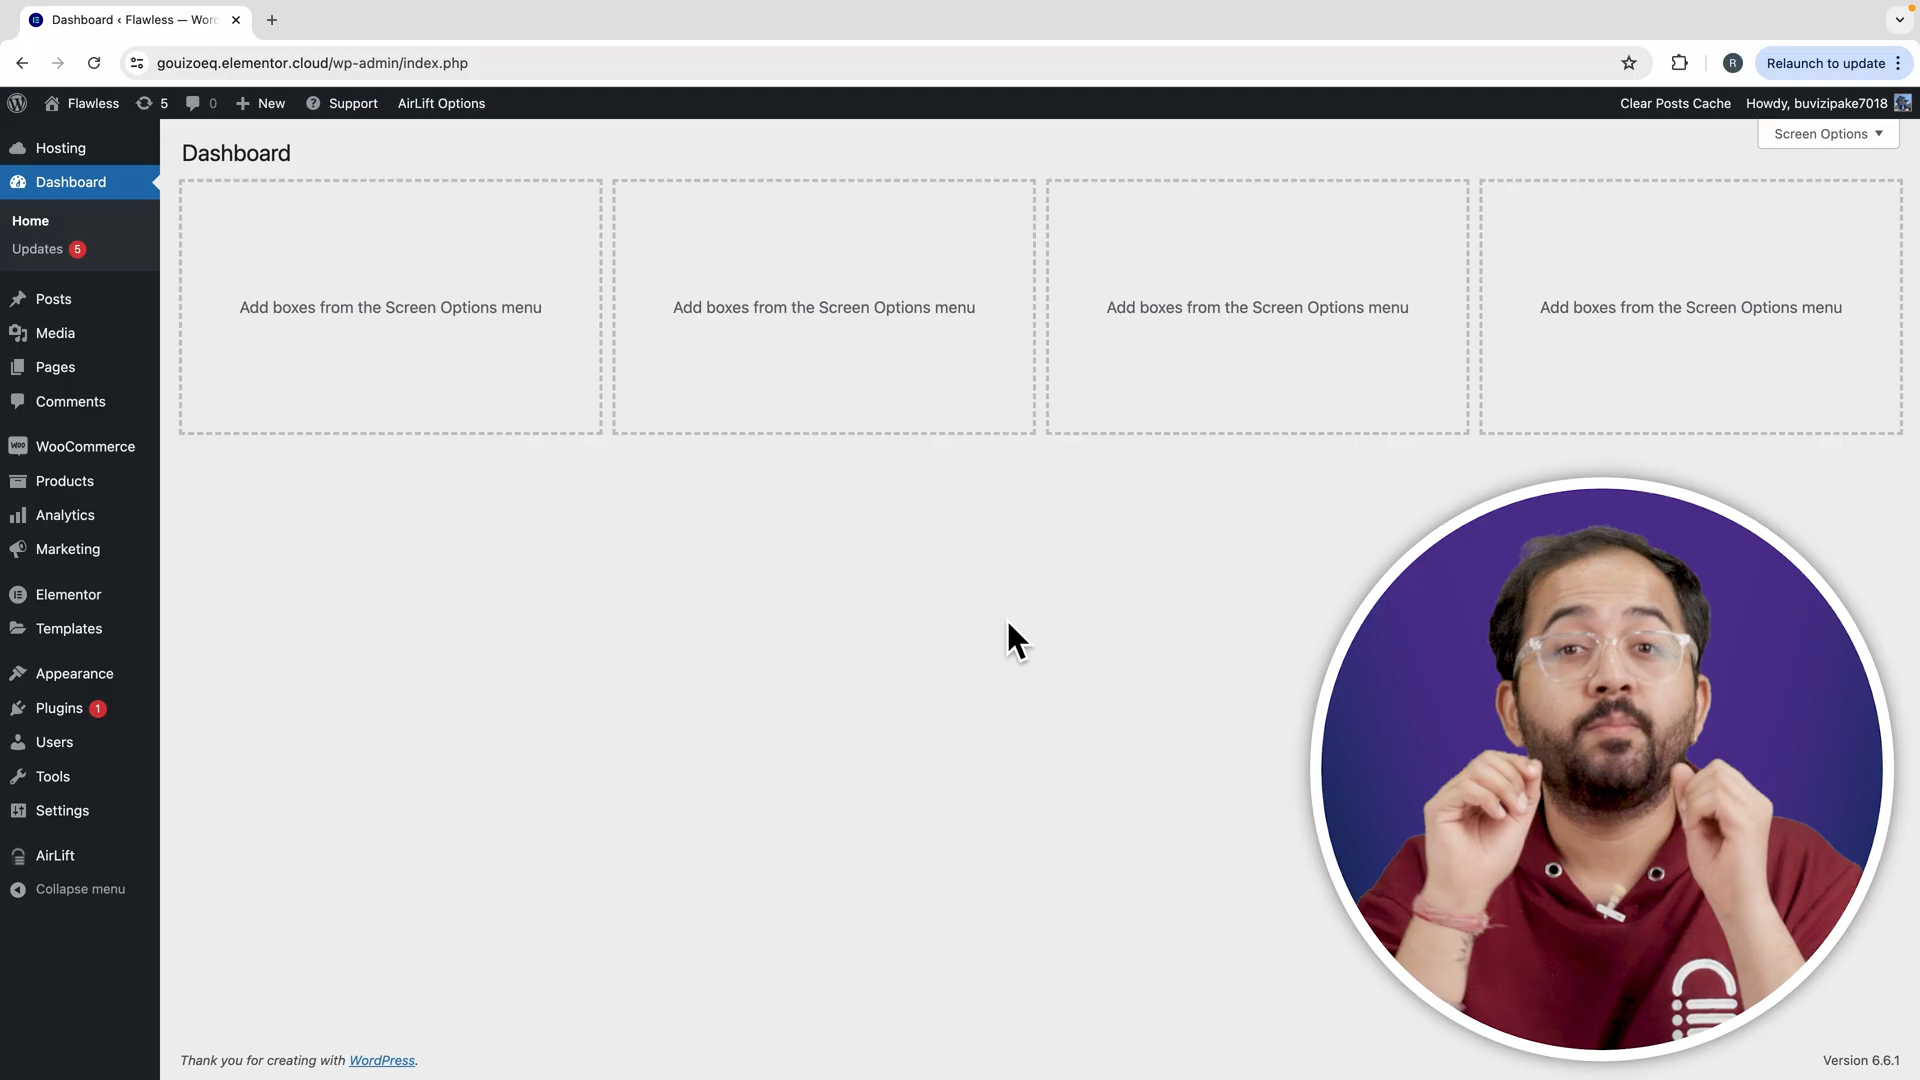 Dashboard ‹ Flawless — Word
gouizoeq.elementor.cloud/wp-admin/index.php
R
Relaunch to update
Flawless
5
0
New
Support
AirLift Options
Clear Posts Cache
Howdy, buvizipake7018
Hosting
Dashboard
Home
Updates 5
Posts
Media
Pages
Comments
Woo
WooCommerce
Products
Analytics
Marketing
Elementor
Templates
Appearance
Plugins 1
Users
Tools
Settings
AirLift
Collapse menu
Dashboard
Screen Options
Add boxes from the Screen Options menu
Add boxes from the Screen Options menu
Add boxes from the Screen Options menu
Add boxes from the Screen Options menu
Thank you for creating with WordPress.
Version 6.6.1